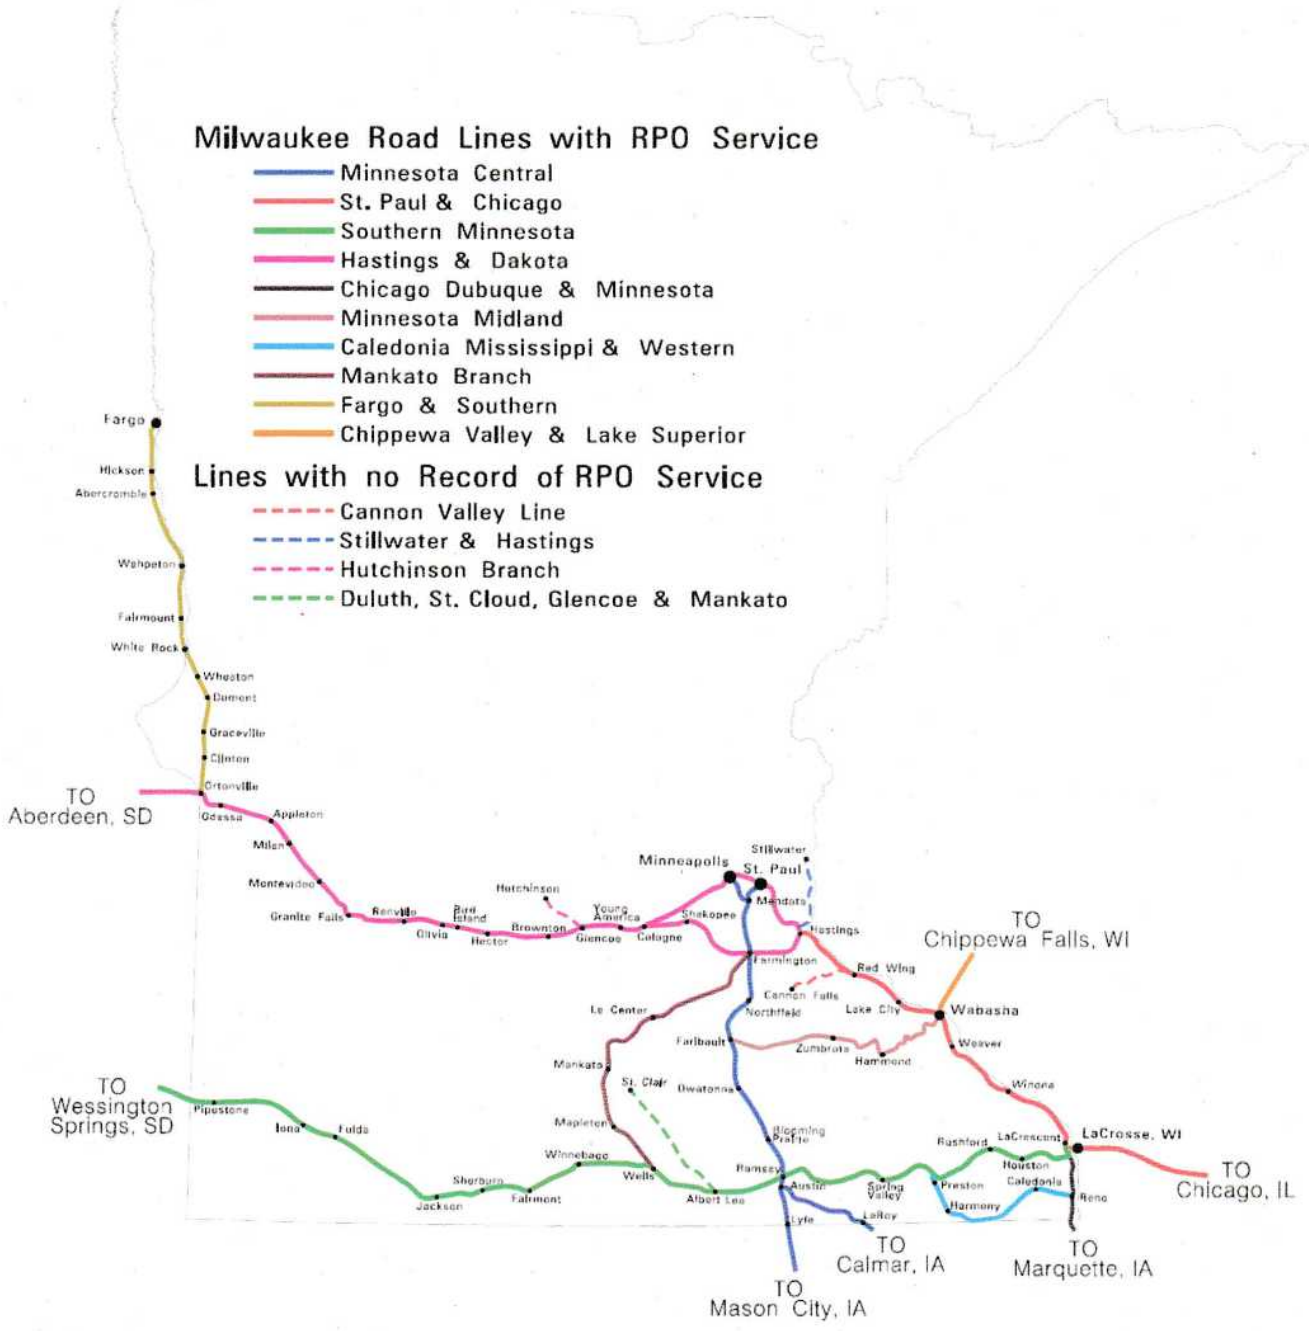 Milwaukee Road Lines with RPO Service
Minnesota Central
St. Paul & Chicago
Southern Minnesota
Hastings & Dakota
Chicago Dubuque & Minnesota
Minnesota Midland
Caledonia Mississippi & Western
Mankato Branch
Fargo & Southern
Chippewa Valley & Lake Superior
Lines with no Record of RPO Service
Cannon Valley Line
Stillwater & Hastings
Hutchinson Branch
Duluth, St. Cloud, Glencoe & Mankato
Fargo
Hickson
Abercrombie
Wahpeton
Fairmount
White Rock
Wheaton
Dumont
Graceville
Clinton
Ortonville
TO
Aberdeen, SD
Odessa
Appleton
Milan
Montevideo
Granite Falls
Renville
Olivia
Bird
Island
Hector
Brownton
Hutchinson
Glencoe
Young
America
Cologne
Shakopee
Minneapolis
St. Paul
Stillwater
Mendota
Hastings
Farmington
TO
Chippewa Falls, WI
Red Wing
Cannon Falls
Lake City
Wabasha
Northfield
Le Center
Faribault
Zumbrota
Hammond
Weaver
Mankato
St. Clair
Owatonna
Winona
TO
Wessington
Springs, SD
Pipestone
Iona
Fulda
Mapleton
Blooming
Prairie
Rushford
LaCrescent
LaCrosse, WI
Houston
Winnebago
Wells
Ramsey
Austin
Spring
Valley
Preston
Caledonia
Reno
TO
Chicago, IL
Sherburn
Jackson
Fairmont
Albert Lea
Harmony
Lyle
LeRoy
TO
Calmar, IA
TO
Marquette, IA
TO
Mason City, IA